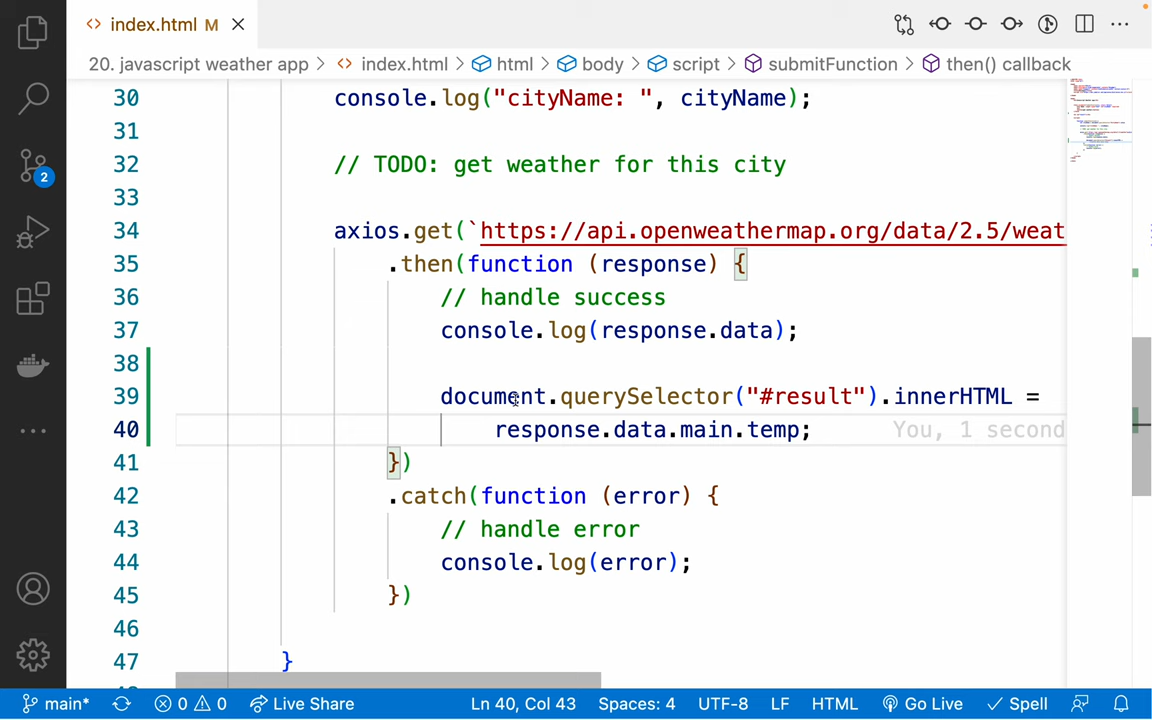 index.html M
20. javascript weather app > index.html > html > body > script > submitFunction > then() callback
30 console.log("cityName: ", cityName);
31
32 // TODO: get weather for this city
33
34 axios.get(`https://api.openweathermap.org/data/2.5/weat
35 .then(function (response) {
36 // handle success
37 console.log(response.data);
38
39 document.querySelector("#result").innerHTML =
40 response.data.main.temp; You, 1 second
41 })
42 .catch(function (error) {
43 // handle error
44 console.log(error);
45 })
46
47 }
2
main* 0 0 Live Share Ln 40, Col 43 Spaces: 4 UTF-8 LF HTML Go Live Spell